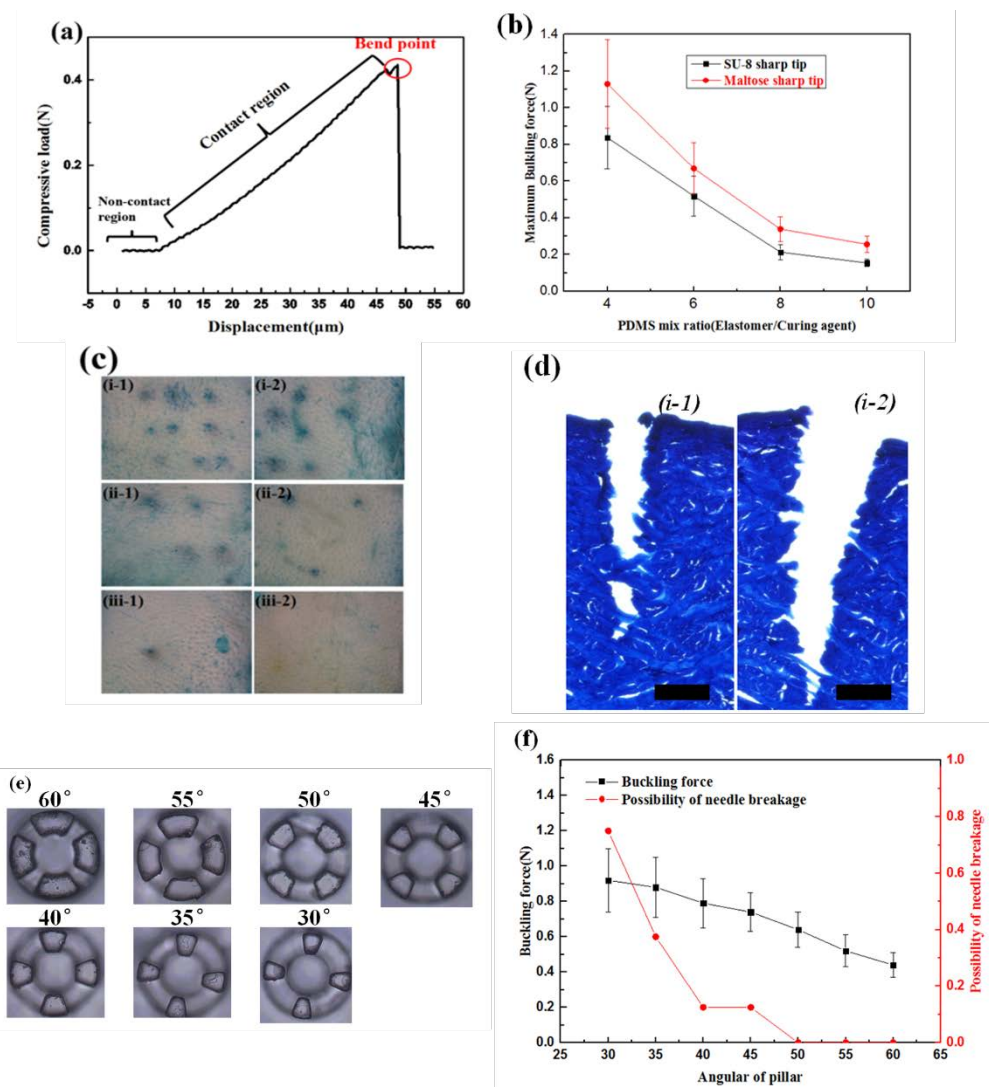 (a)
Bend point
0.4
Contact region
Compressive load(N)
0.2
Non-contact
region
0.0
-5 0 5 10 15 20 25 30 35 40 45 50 55 60
Displacement(μm)
(b)
1.4
SU-8 sharp tip
1.2
Maltose sharp tip
1.0
Maximum Bulkling force(N)
0.8
0.6
0.4
0.2
0.0
4 6 8 10
PDMS mix ratio(Elastomer/Curing agent)
(c)
(i-1) (i-2)
(ii-1) (ii-2)
(iii-1) (iii-2)
(d)
(i-1) (i-2)
(e)
60° 55° 50° 45°
40° 35° 30°
(f)
1.6 1.0
Buckling force
1.4
Possibility of needle breakage
1.2 0.8
1.0
0.6
Buckling force(N)
0.8
0.4
0.6
0.4
0.2
0.2
0.0 0.0
Possibility of needle breakage
25 30 35 40 45 50 55 60 65
Angular of pillar